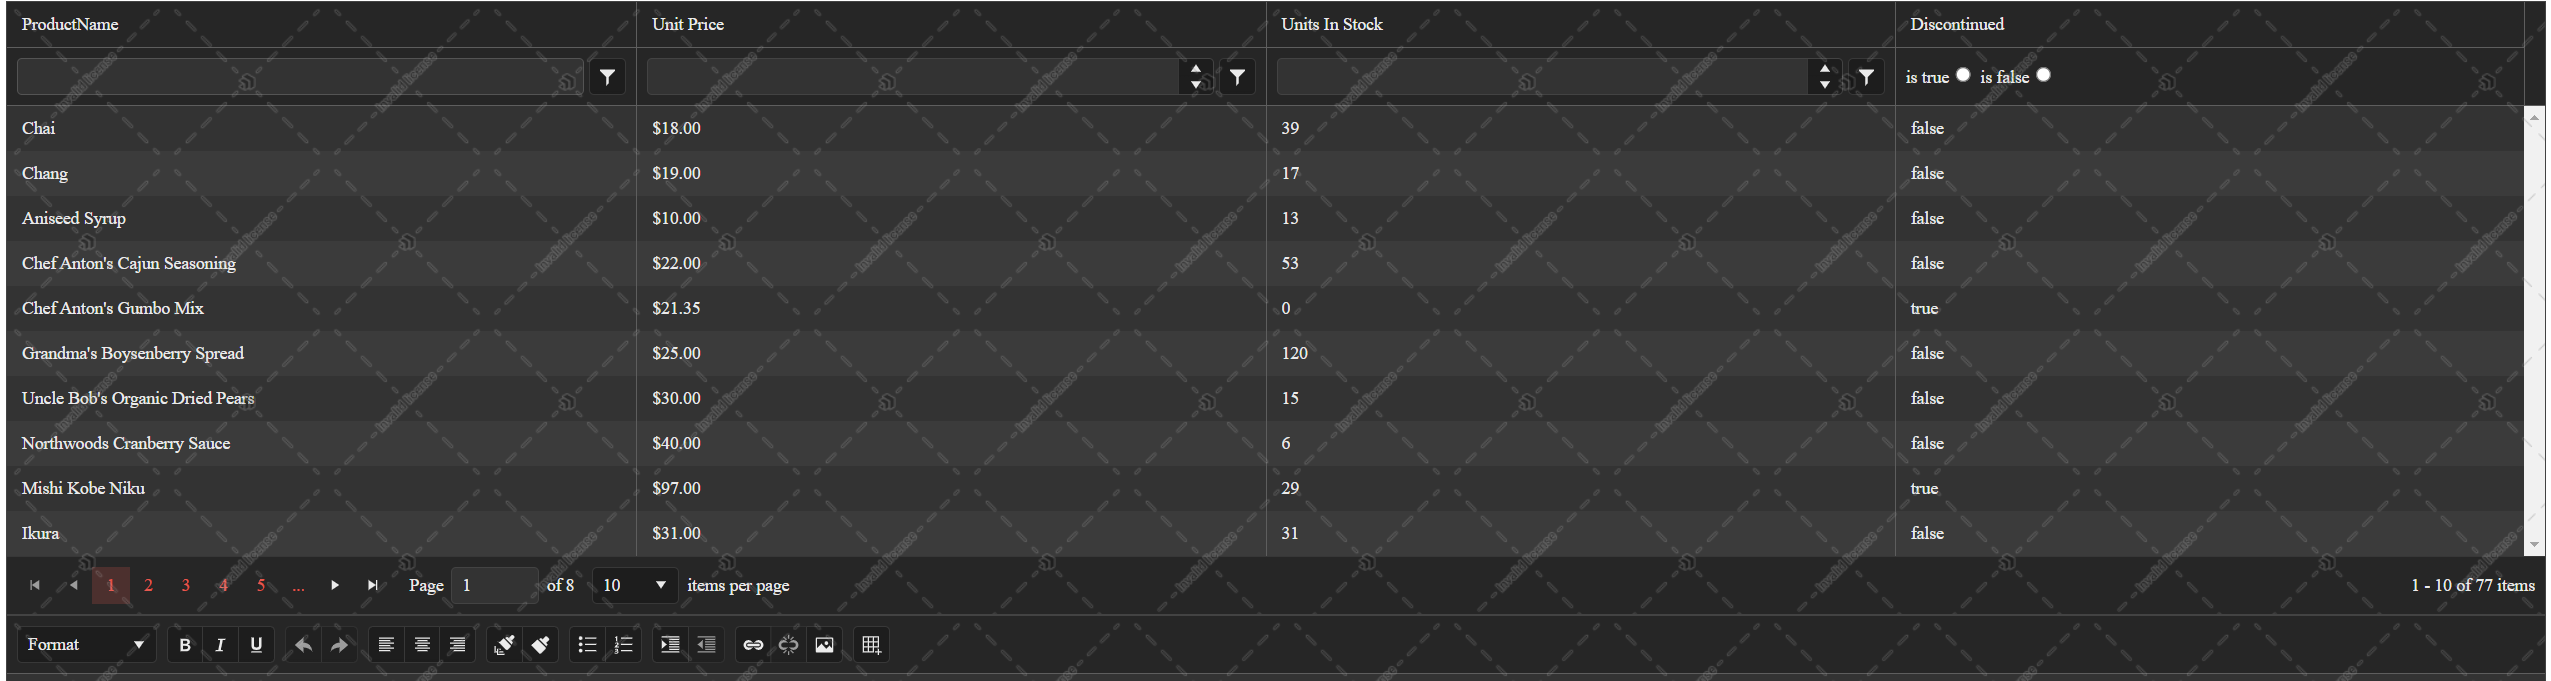 ProductName Unit Price Units In Stock Discontinued
is true is false
Chai $18.00 39 false
Chang $19.00 17 false
Aniseed Syrup $10.00 13 false
Chef Anton's Cajun Seasoning $22.00 53 false
Chef Anton's Gumbo Mix $21.35 0 true
Grandma's Boysenberry Spread $25.00 120 false
Uncle Bob's Organic Dried Pears $30.00 15 false
Northwoods Cranberry Sauce $40.00 6 false
Mishi Kobe Niku $97.00 29 true
Ikura $31.00 31 false
1 2 3 4 5 ... Page 1 of 8 10 items per page 1 - 10 of 77 items
Format B I U
Invalid license